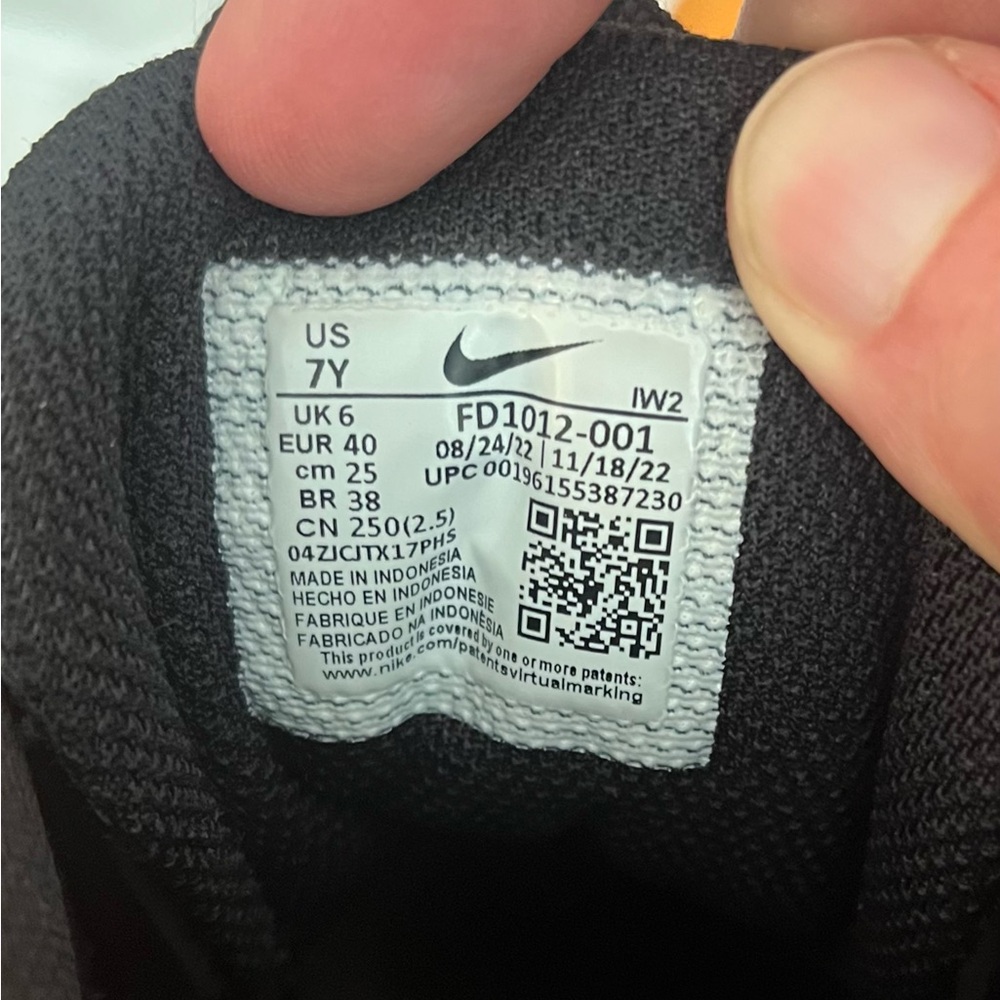 US
7Y
IW2
UK 6
EUR 40
cm 25
BR 38
CN 250(2.5)
FD1012-001
08/24/22 | 11/18/22
UPC 00196155387230
04ZJCJTX17PHS
MADE IN INDONESIA
HECHO EN INDONESIA
FABRIQUE EN INDONESIE
FABRICADO NA INDONÉSIA
This product is covered by one or more patents:
www.nike.com/patentsvirtualmarking